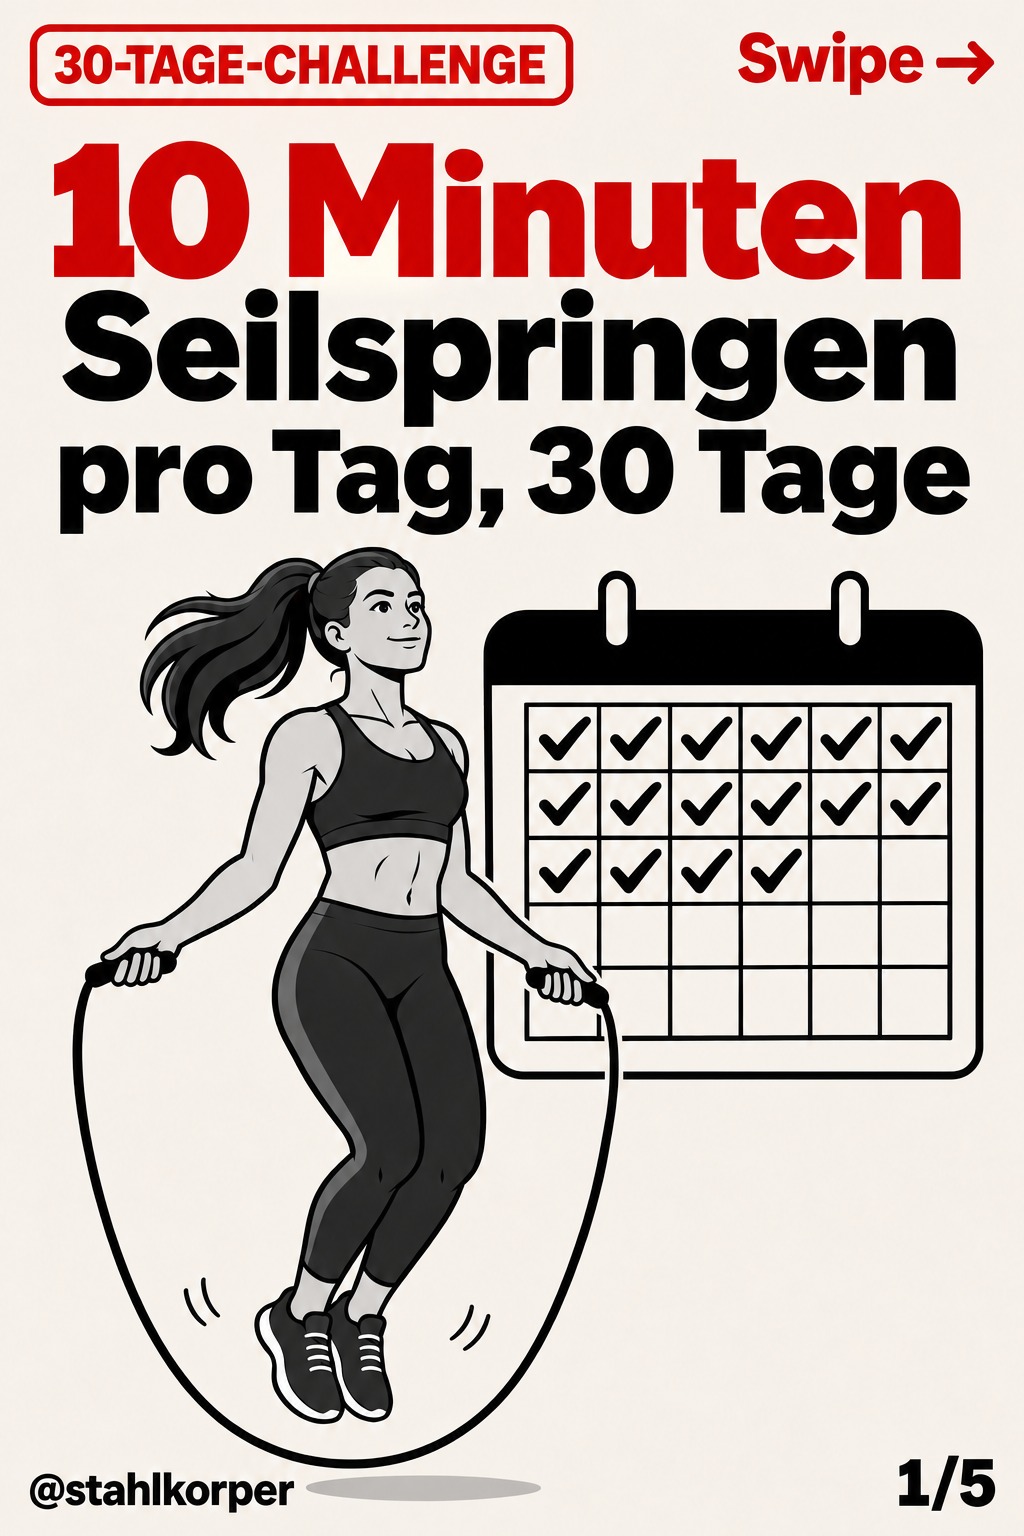 30-TAGE-CHALLENGE
Swipe →
10 Minuten
Seilspringen
pro Tag, 30 Tage
@stahlkorper
1/5